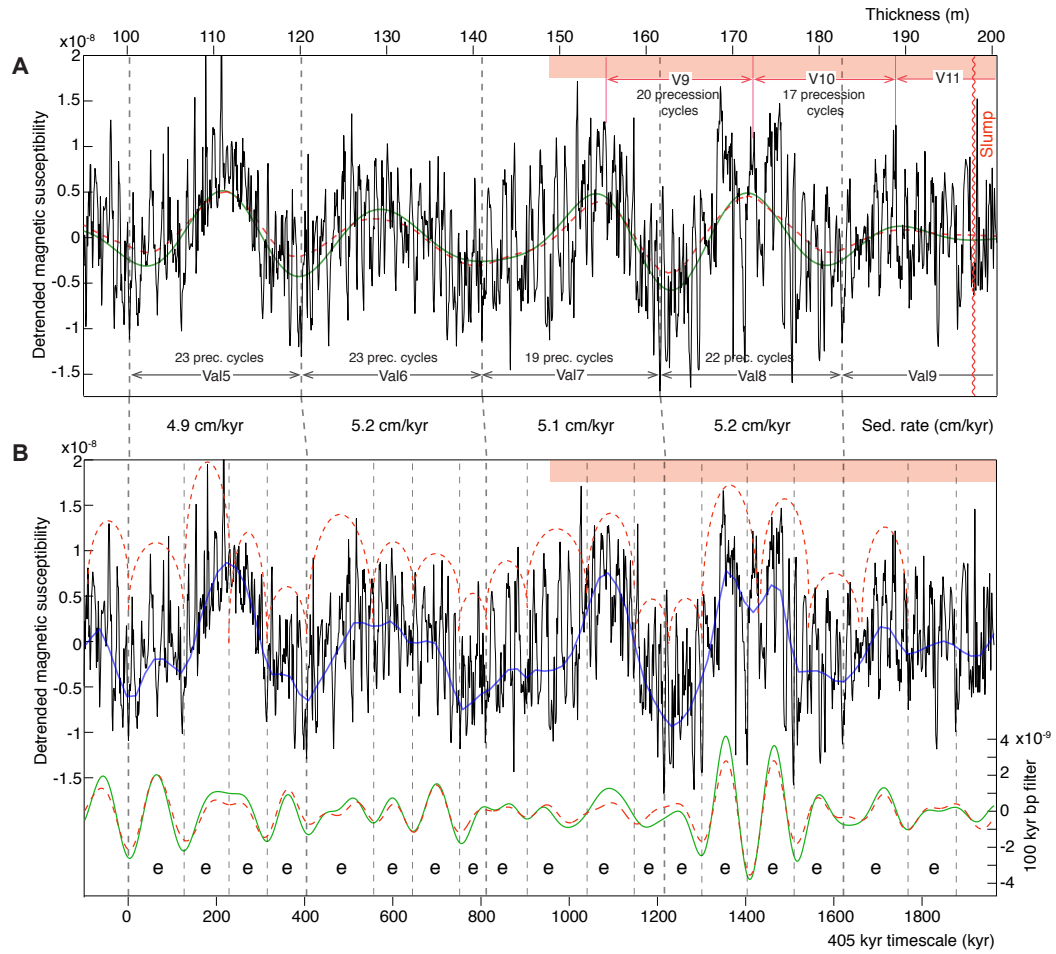 Thickness (m)
x10⁻⁸ 100 110 120 130 140 150 160 170 180 190 200
A
2
1.5
1
0.5
0
-0.5
-1
-1.5
Detrended magnetic susceptibility
V9 V10 V11
20 precession cycles
17 precession cycles
Slump
23 prec. cycles 23 prec. cycles 19 prec. cycles 22 prec. cycles
Val5 Val6 Val7 Val8 Val9
4.9 cm/kyr 5.2 cm/kyr 5.1 cm/kyr 5.2 cm/kyr Sed. rate (cm/kyr)
B
x10⁻⁸
2
1.5
1
0.5
0
-0.5
-1
-1.5
Detrended magnetic susceptibility
4 x10⁻⁹
2
0
-2
-4
100 kyr bp filter
e e e e e e e e e e e e e e e e e e
0 200 400 600 800 1000 1200 1400 1600 1800
405 kyr timescale (kyr)